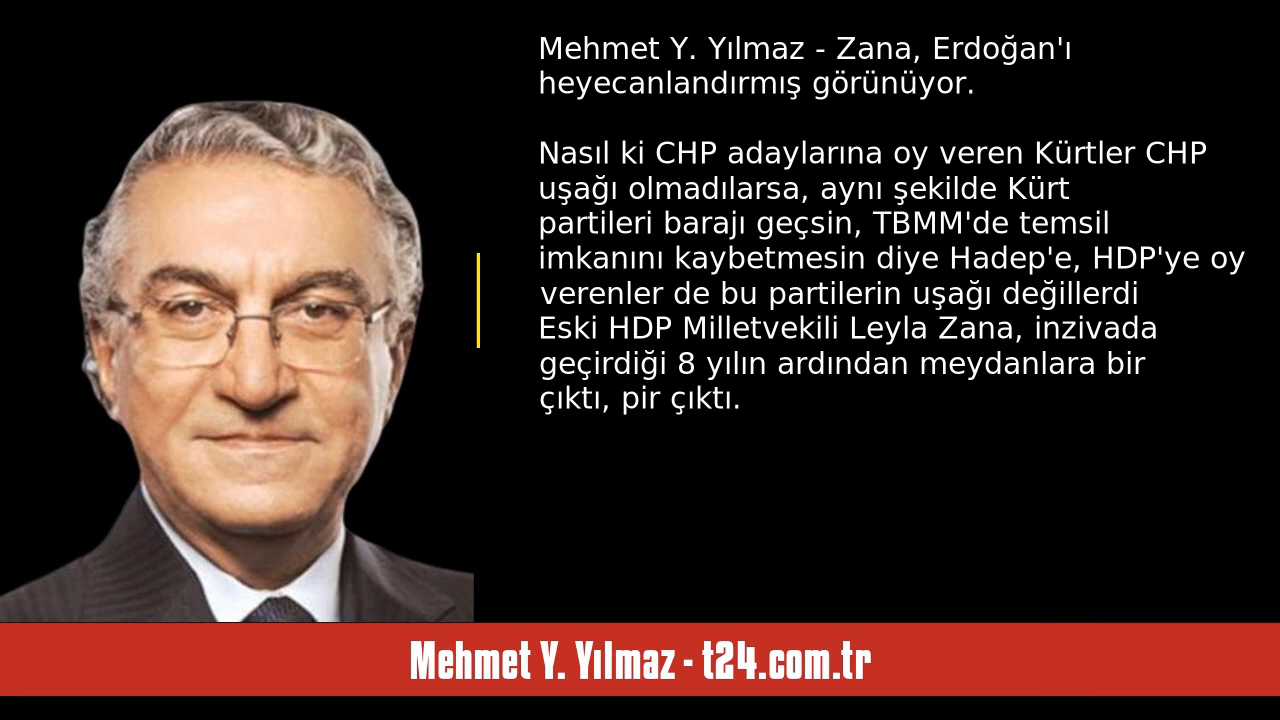 Mehmet Y. Yılmaz - Zana, Erdoğan'ı
heyecanlandırmış görünüyor.
Nasıl ki CHP adaylarına oy veren Kürtler CHP
uşağı olmadılarsa, aynı şekilde Kürt
partileri barajı geçsin, TBMM'de temsil
imkanını kaybetmesin diye Hadep'e, HDP'ye oy
verenler de bu partilerin uşağı değillerdi
Eski HDP Milletvekili Leyla Zana, inzivada
geçirdiği 8 yılın ardından meydanlara bir
çıktı, pir çıktı.
Mehmet Y. Yılmaz - t24.com.tr